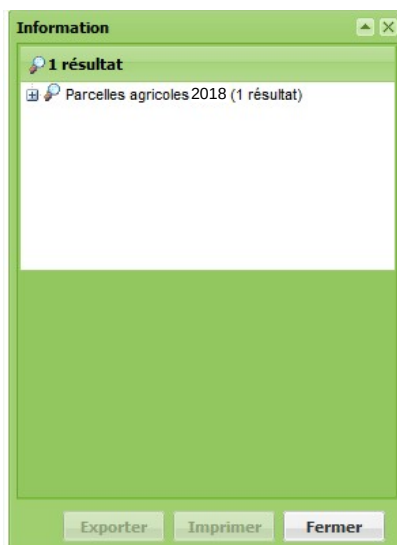 Information
1 résultat
Parcelles agricoles 2018 (1 résultat)
Exporter Imprimer Fermer